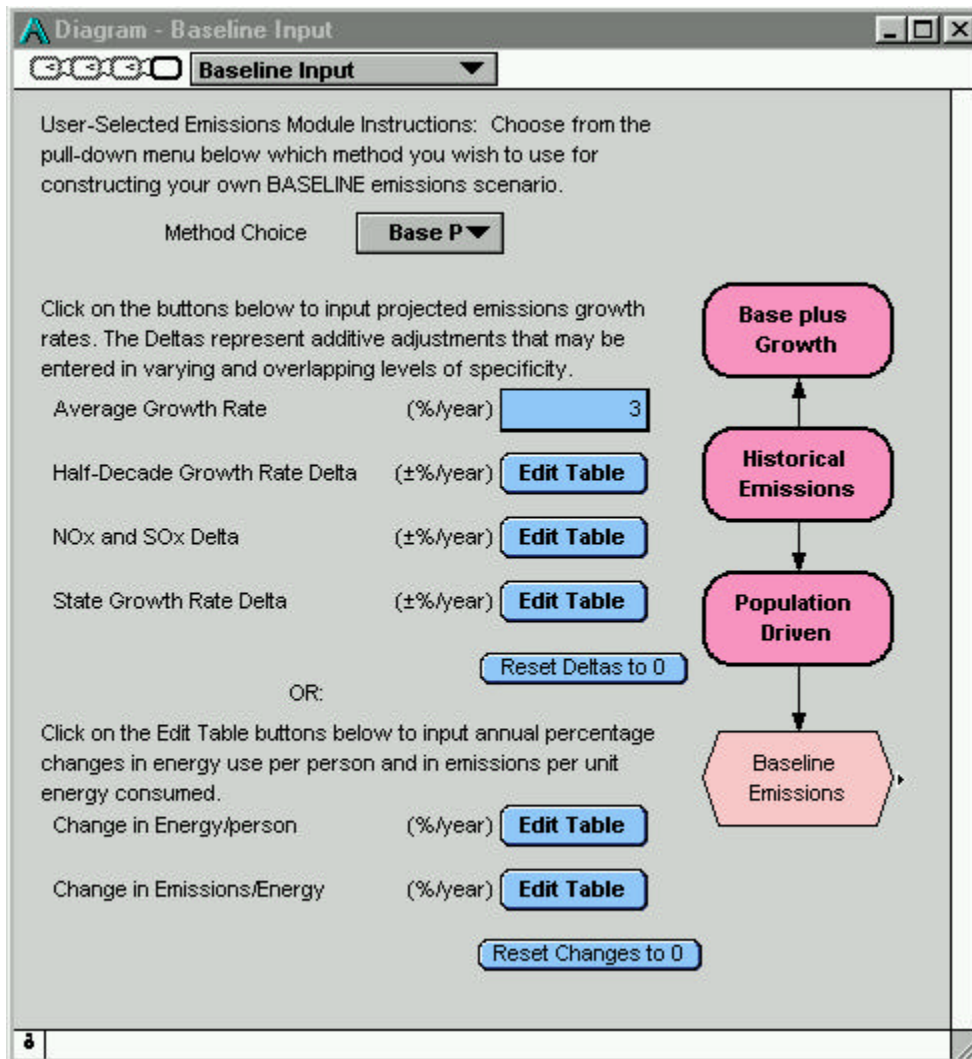 Diagram - Baseline Input
Baseline Input
User-Selected Emissions Module Instructions: Choose from the
pull-down menu below which method you wish to use for
constructing your own BASELINE emissions scenario.
Method Choice Base P
Click on the buttons below to input projected emissions growth
rates. The Deltas represent additive adjustments that may be
entered in varying and overlapping levels of specificity.
Average Growth Rate (%/year) 3
Half-Decade Growth Rate Delta (±%/year) Edit Table
NOx and SOx Delta (±%/year) Edit Table
State Growth Rate Delta (±%/year) Edit Table
Reset Deltas to 0
OR:
Click on the Edit Table buttons below to input annual percentage
changes in energy use per person and in emissions per unit
energy consumed.
Change in Energy/person (%/year) Edit Table
Change in Emissions/Energy (%/year) Edit Table
Reset Changes to 0
Base plus
Growth
Historical
Emissions
Population
Driven
Baseline
Emissions